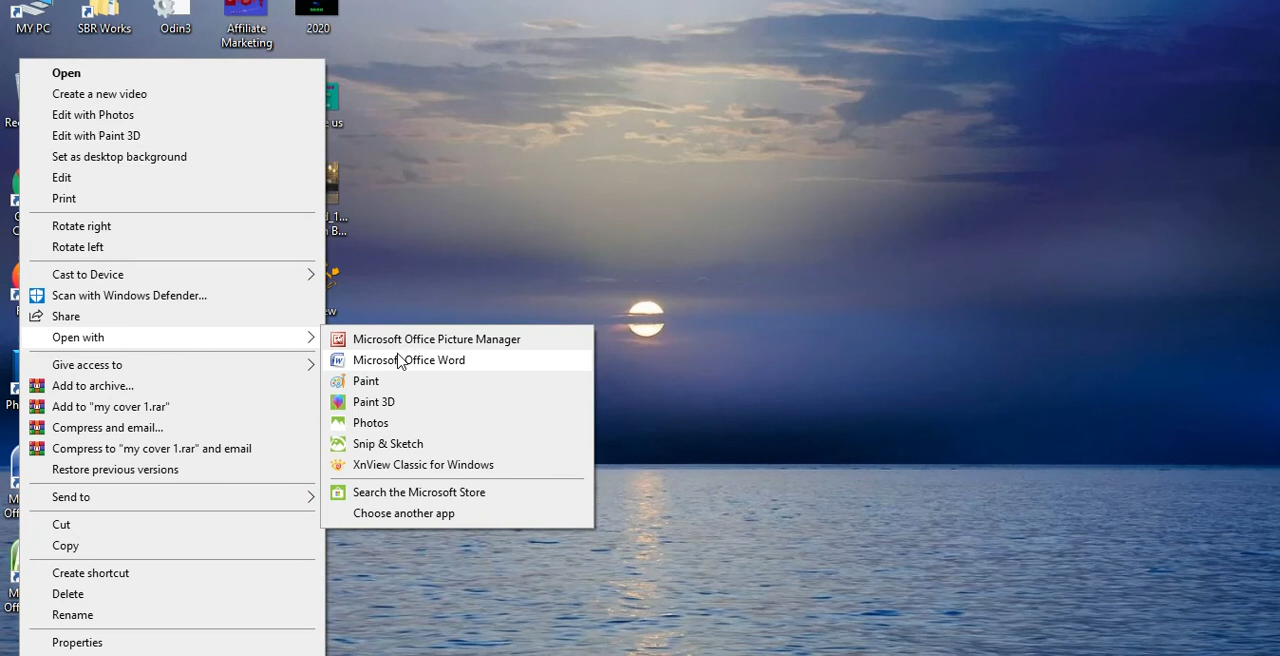 MY PC
SBR Works
Odin3
Affiliate
Marketing
2020
Open
Create a new video
Edit with Photos
Edit with Paint 3D
Set as desktop background
Edit
Print
Rotate right
Rotate left
Cast to Device
Scan with Windows Defender...
Share
Open with
Give access to
Add to archive...
Add to "my cover 1.rar"
Compress and email...
Compress to "my cover 1.rar" and email
Restore previous versions
Send to
Cut
Copy
Create shortcut
Delete
Rename
Properties
Microsoft Office Picture Manager
Microsoft Office Word
Paint
Paint 3D
Photos
Snip & Sketch
XnView Classic for Windows
Search the Microsoft Store
Choose another app
us